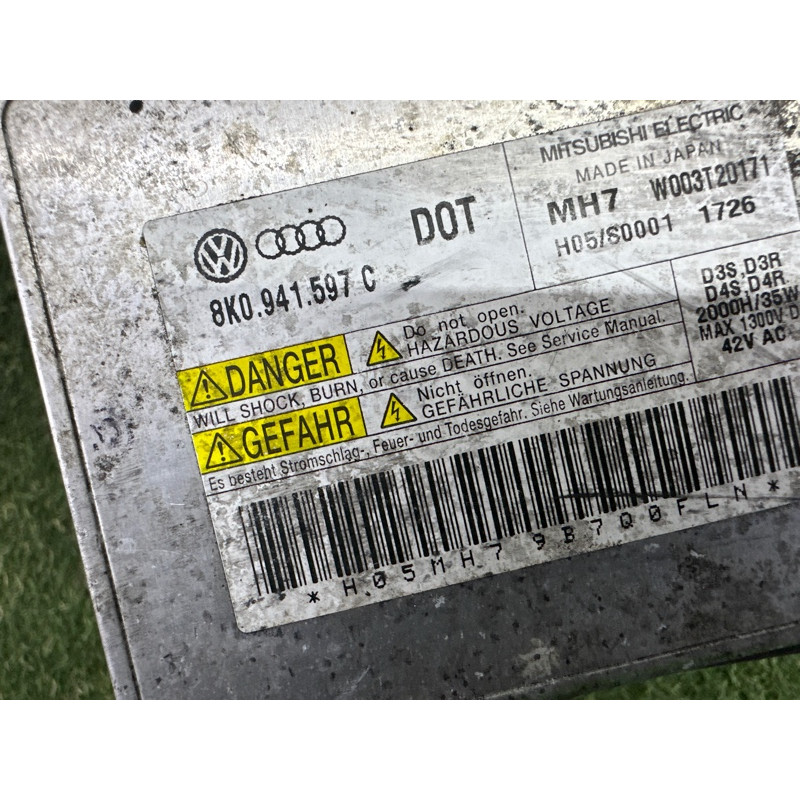 MITSUBISHI ELECTRIC
MADE IN JAPAN
MH7 W003T20171
H05/S0001 1726
DOT
8K0.941.597 C
D3S,D3R
D4S,D4R
2000H/35W
MAX 1300V D
42V AC
DANGER
Do not open.
HAZARDOUS VOLTAGE
WILL SHOCK, BURN, or cause DEATH. See Service Manual.
GEFAHR
Nicht öffnen.
GEFÄHRLICHE SPANNUNG
Es besteht Stromschlag-, Feuer- und Todesgefahr. Siehe Wartungsanleitung.
*H05MH79B7Q0FLN*